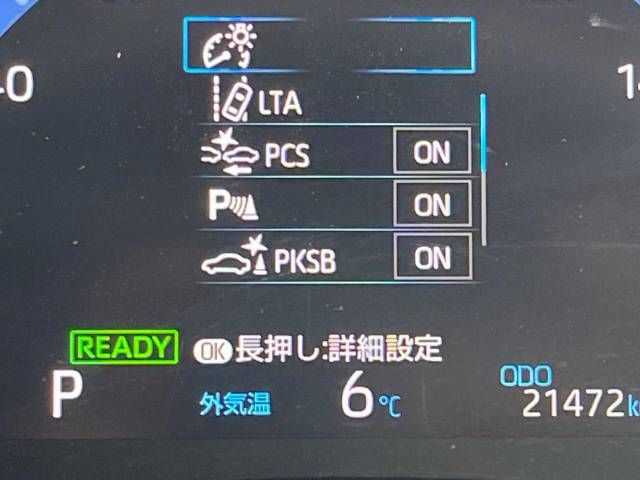 LTA
PCS ON
P ON
PKSB ON
READY OK 長押し:詳細設定
P 外気温 6℃ ODO
21472k